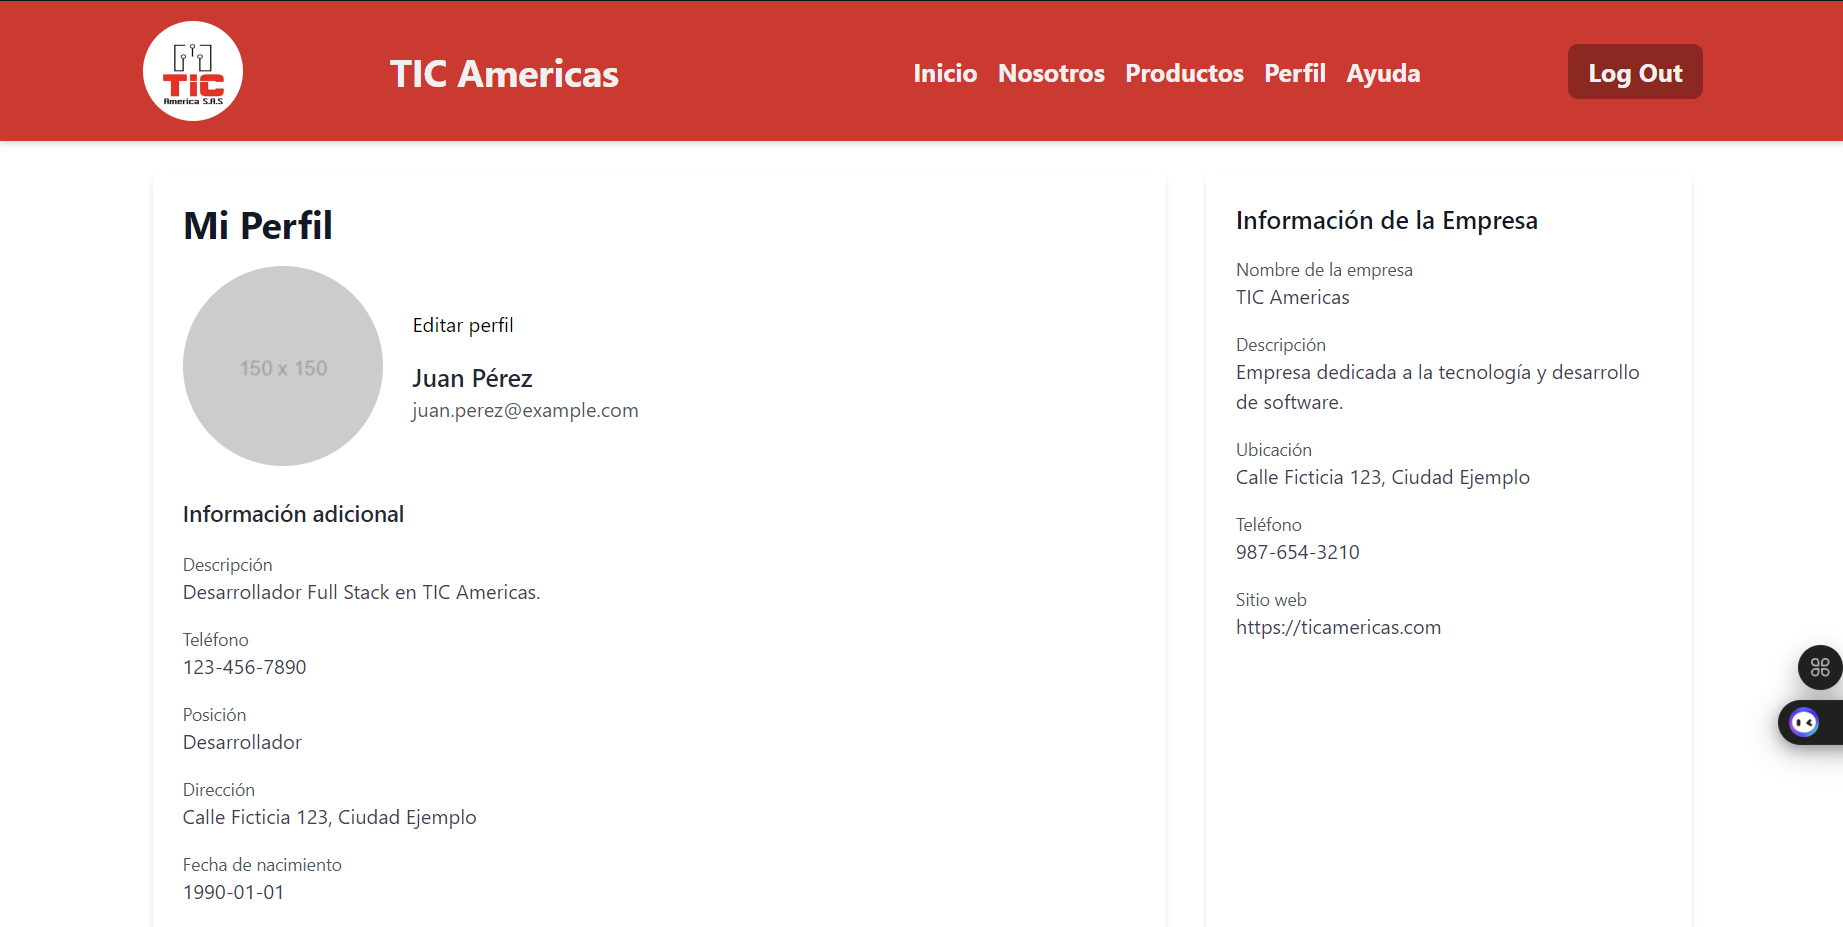 TIC
America S.A.S
TIC Americas
Inicio Nosotros Productos Perfil Ayuda
Log Out
Mi Perfil
150 x 150
Editar perfil
Juan Pérez
juan.perez@example.com
Información adicional
Descripción
Desarrollador Full Stack en TIC Americas.
Teléfono
123-456-7890
Posición
Desarrollador
Dirección
Calle Ficticia 123, Ciudad Ejemplo
Fecha de nacimiento
1990-01-01
Información de la Empresa
Nombre de la empresa
TIC Americas
Descripción
Empresa dedicada a la tecnología y desarrollo
de software.
Ubicación
Calle Ficticia 123, Ciudad Ejemplo
Teléfono
987-654-3210
Sitio web
https://ticamericas.com